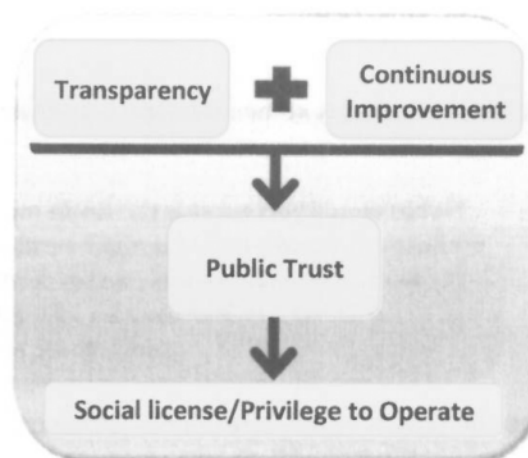 Transparency
Continuous
Improvement
Public Trust
Social license/Privilege to Operate